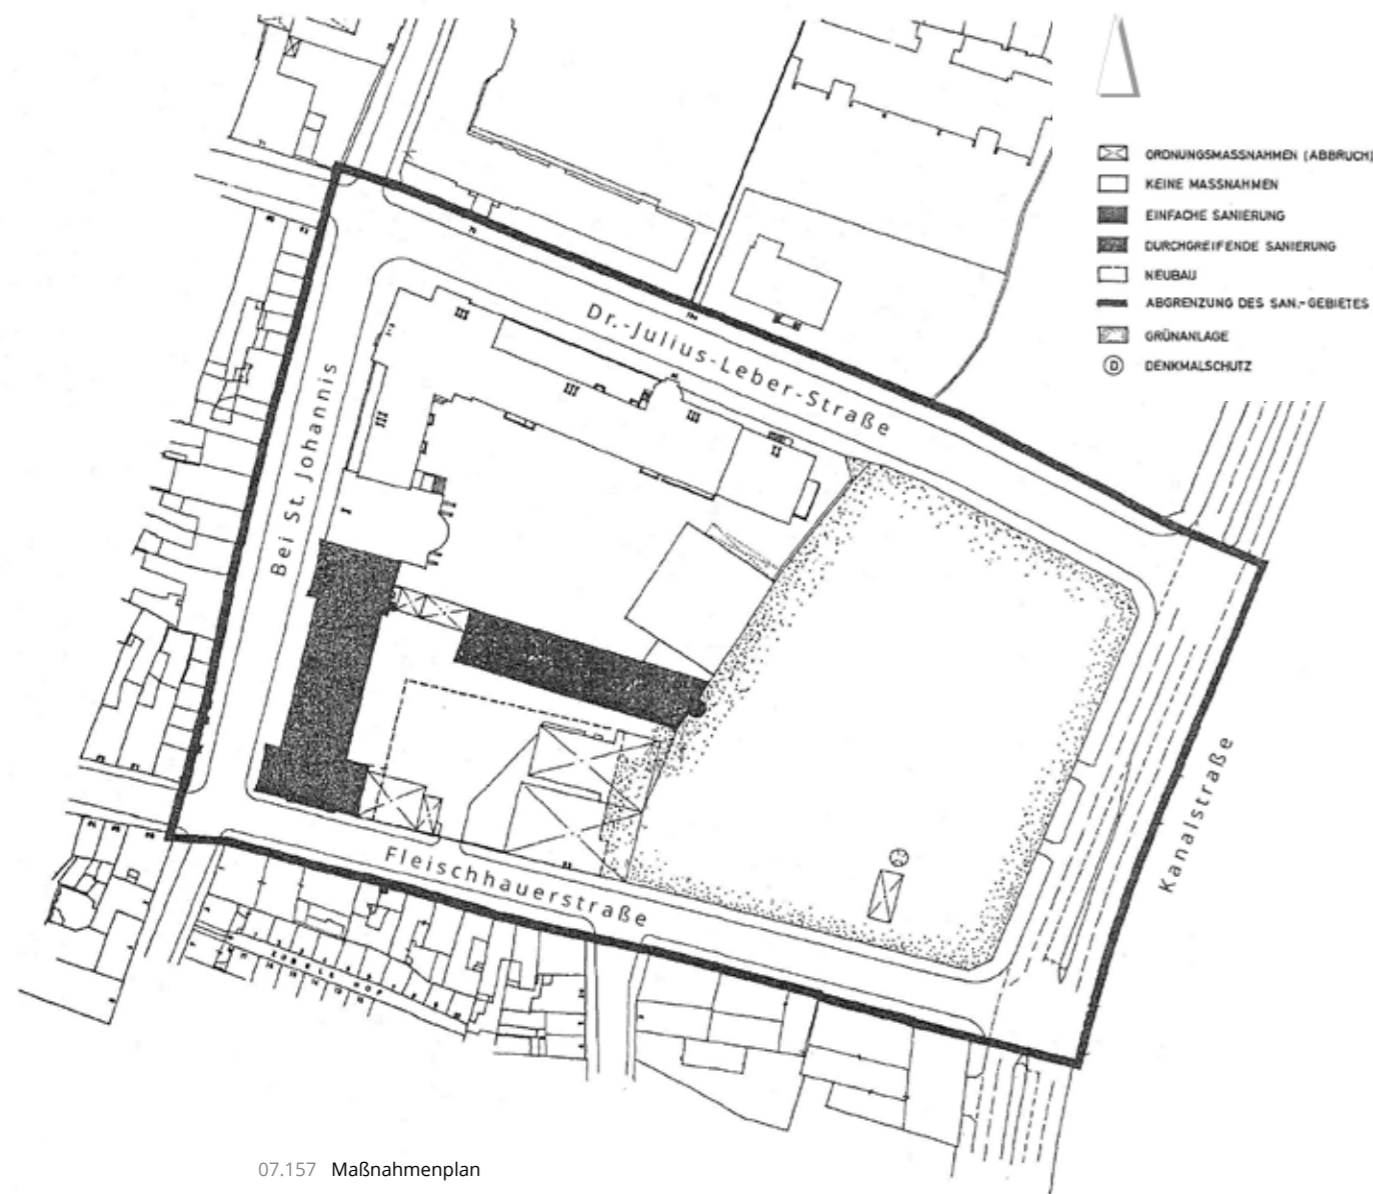 ORDNUNGSMASSNAHMEN (ABBRUCH)
KEINE MASSNAHMEN
EINFACHE SANIERUNG
DURCHGREIFENDE SANIERUNG
NEUBAU
ABGRENZUNG DES SAN.-GEBIETES
GRÜNANLAGE
D DENKMALSCHUTZ
Dr.-Julius-Leber-Straße
Bei St. Johannis
Kanalstraße
Fleischhauerstraße
07.157 Maßnahmenplan